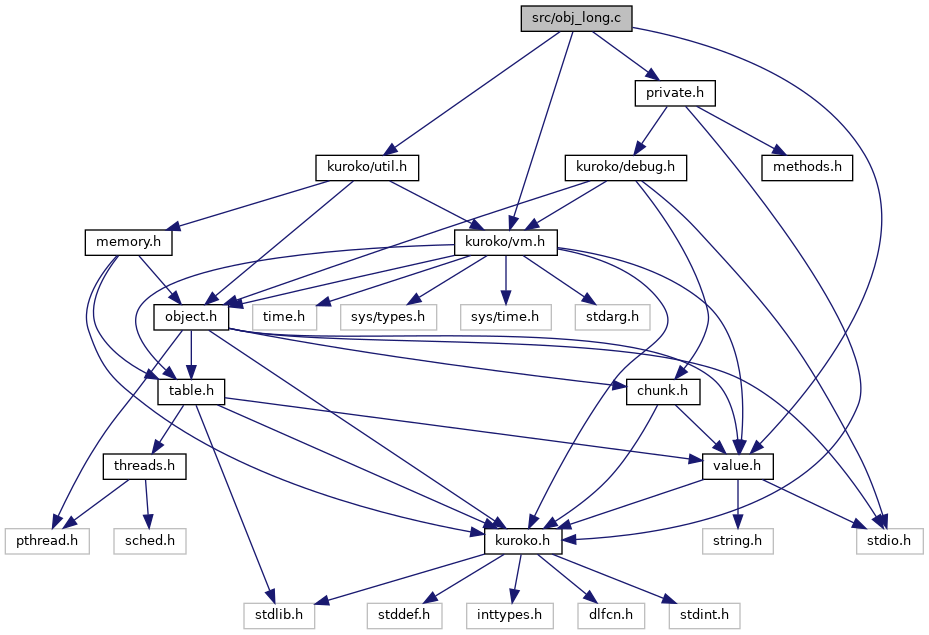 src/obj_long.c
private.h
kuroko/util.h
kuroko/debug.h
methods.h
memory.h
kuroko/vm.h
object.h
time.h
sys/types.h
sys/time.h
stdarg.h
table.h
chunk.h
threads.h
value.h
pthread.h
sched.h
kuroko.h
string.h
stdio.h
stdlib.h
stddef.h
inttypes.h
dlfcn.h
stdint.h